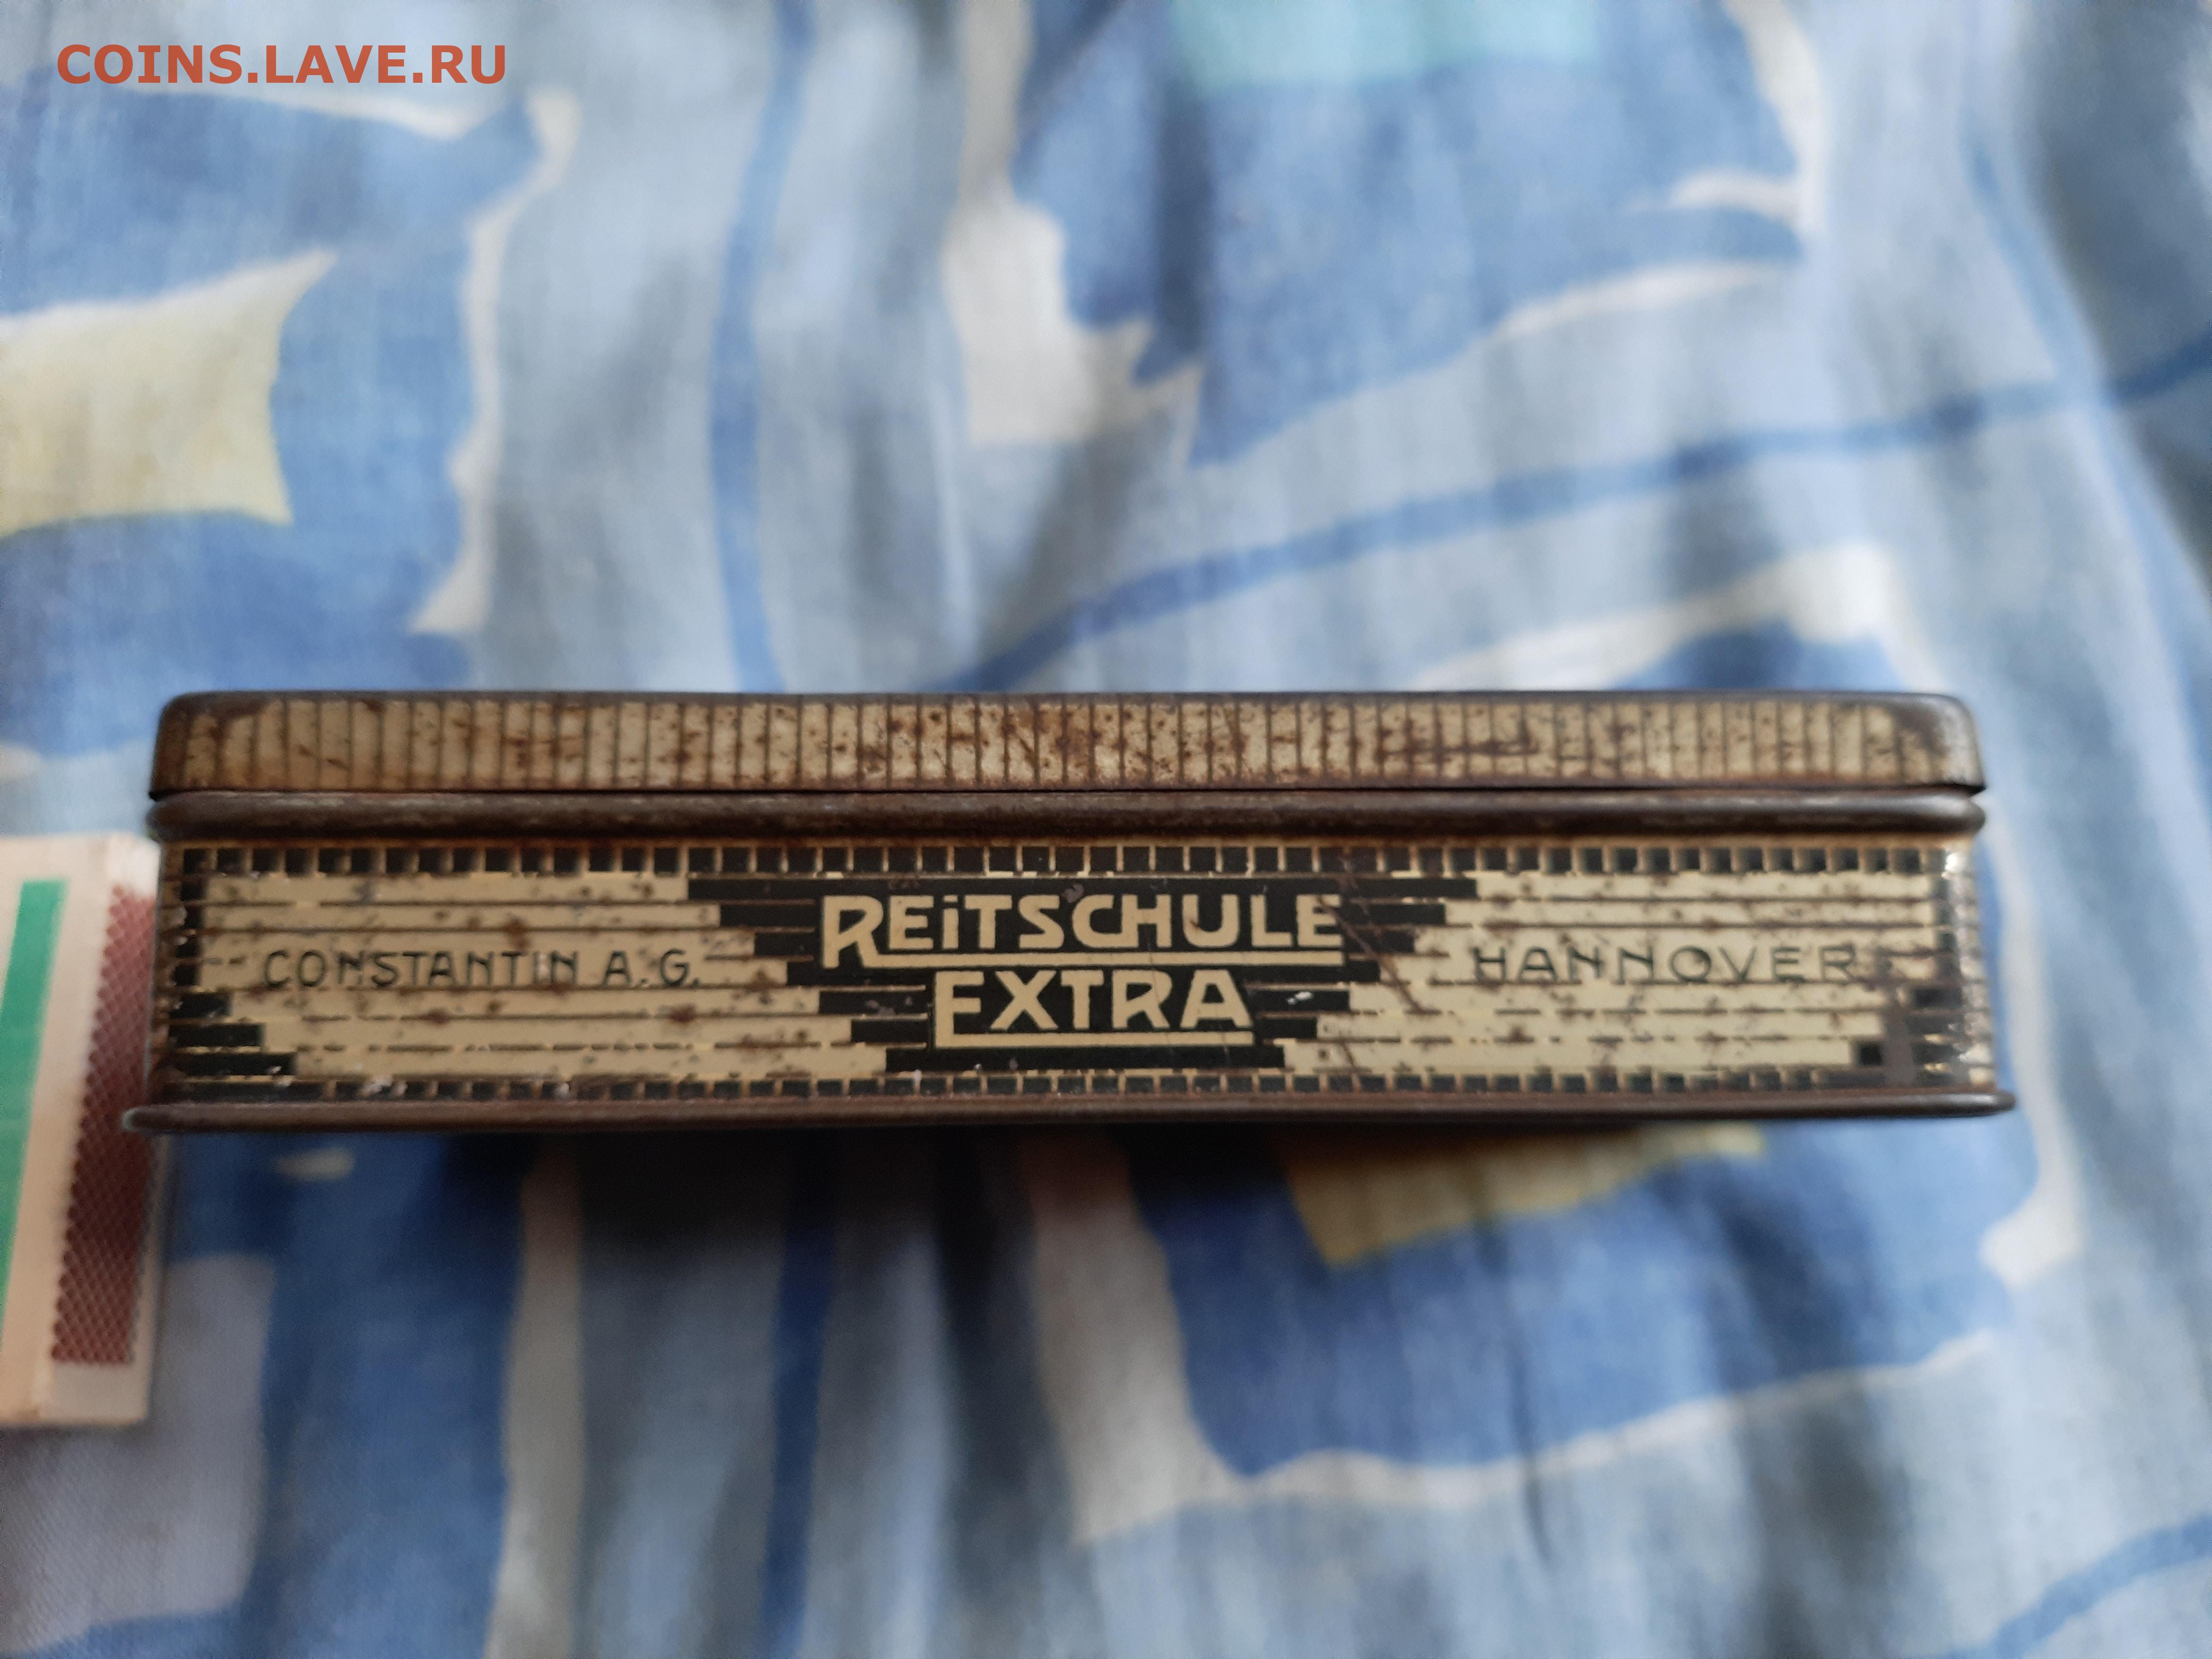 COINS.LAVE.RU
CONSTANTIN A.G.
REiTSCHULE
EXTRA
HANNOVER